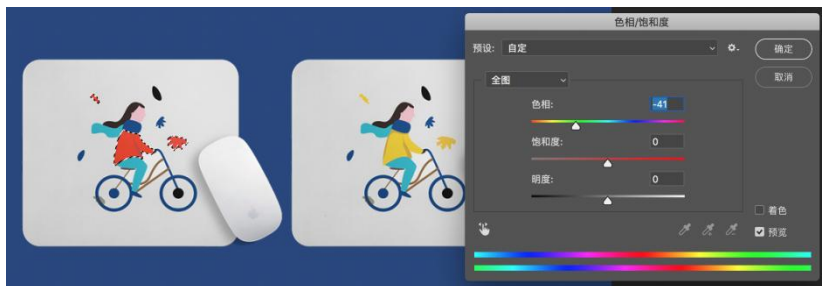 色相/饱和度
预设: 自定
确定
取消
全图
色相: -41
饱和度: 0
明度: 0
着色
预览